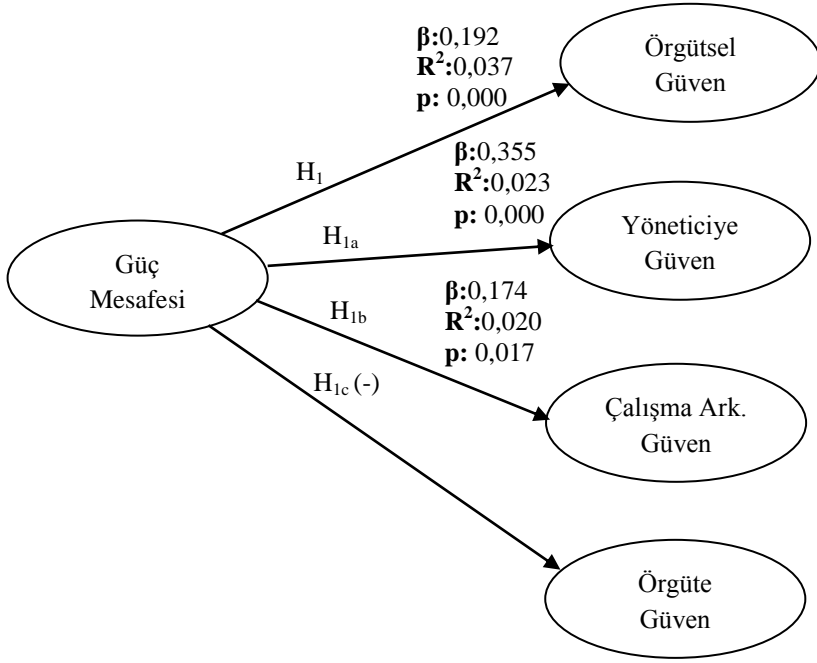 β:0,192
R²:0,037
p: 0,000
Örgütsel
Güven
H₁
β:0,355
R²:0,023
p: 0,000
Yöneticiye
Güven
H₁ₐ
Güç
Mesafesi
β:0,174
R²:0,020
p: 0,017
H1b
Çalışma Ark.
Güven
H1c (-)
Örgüte
Güven